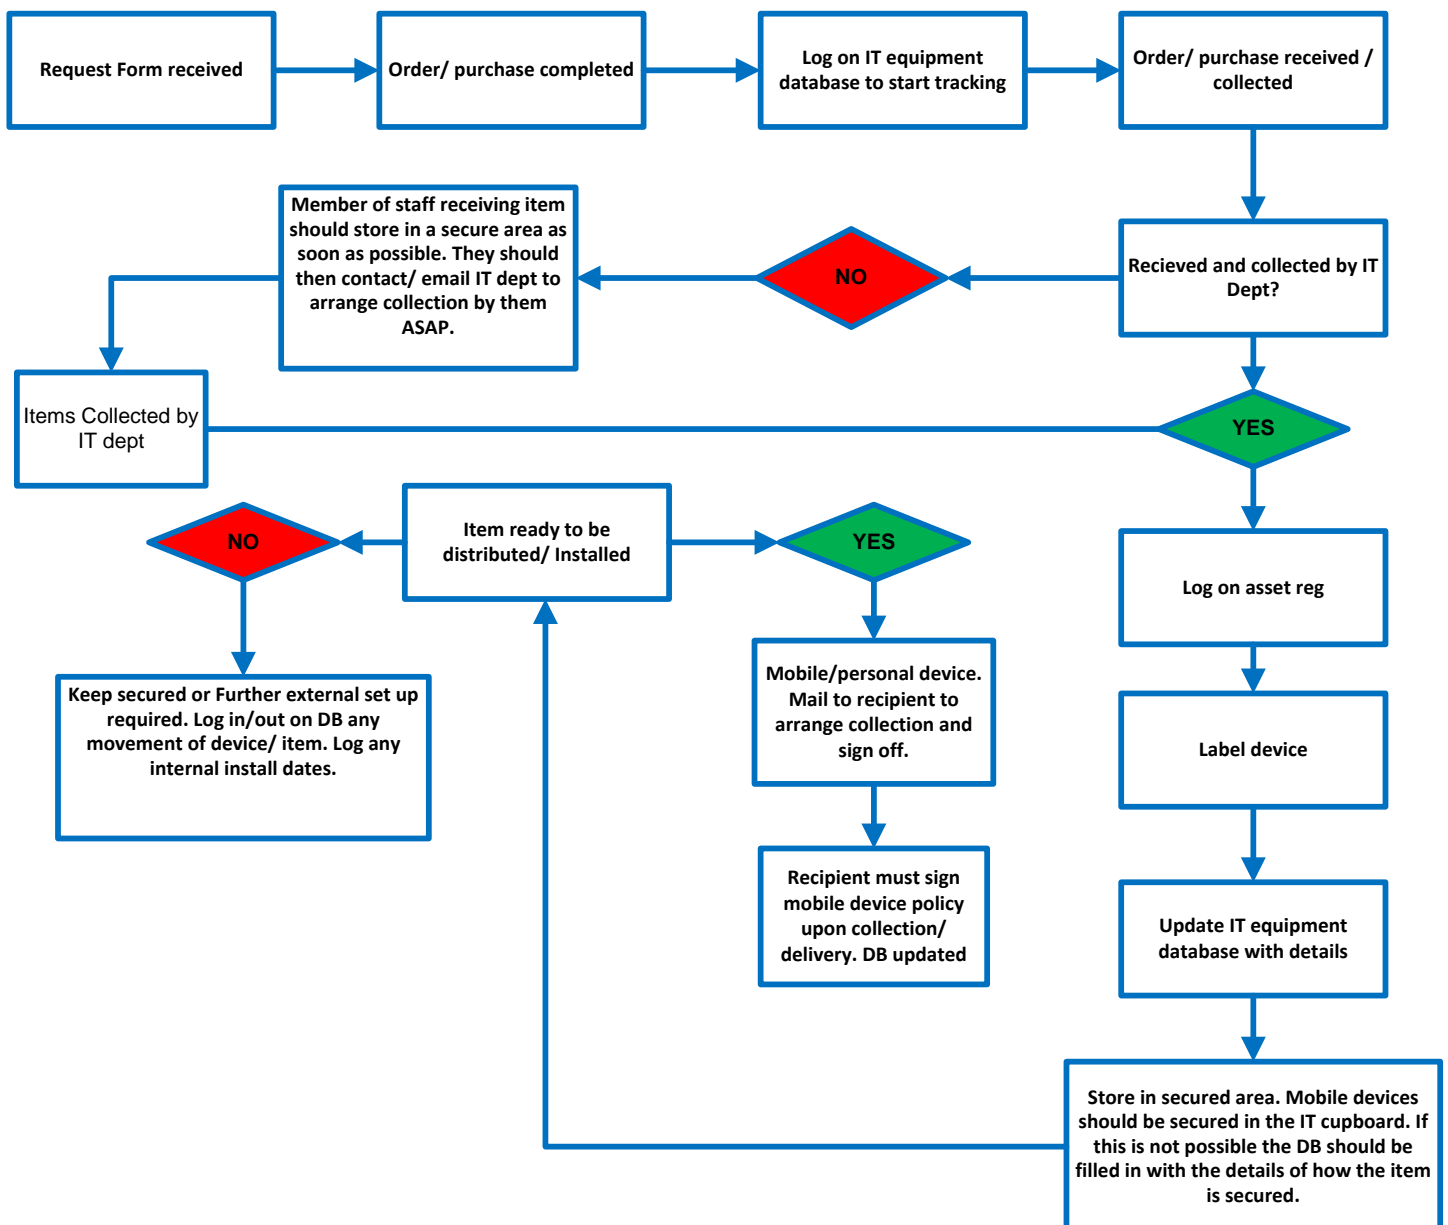 Request Form received
Order/ purchase completed
Log on IT equipment
database to start tracking
Order/ purchase received /
collected
Member of staff receiving item
should store in a secure area as
soon as possible. They should
then contact/ email IT dept to
arrange collection by them
ASAP.
NO
Recieved and collected by IT
Dept?
Items Collected by
IT dept
YES
NO
Item ready to be
distributed/ Installed
YES
Log on asset reg
Keep secured or Further external set up
required. Log in/out on DB any
movement of device/ item. Log any
internal install dates.
Mobile/personal device.
Mail to recipient to
arrange collection and
sign off.
Label device
Recipient must sign
mobile device policy
upon collection/
delivery. DB updated
Update IT equipment
database with details
Store in secured area. Mobile devices
should be secured in the IT cupboard. If
this is not possible the DB should be
filled in with the details of how the item
is secured.